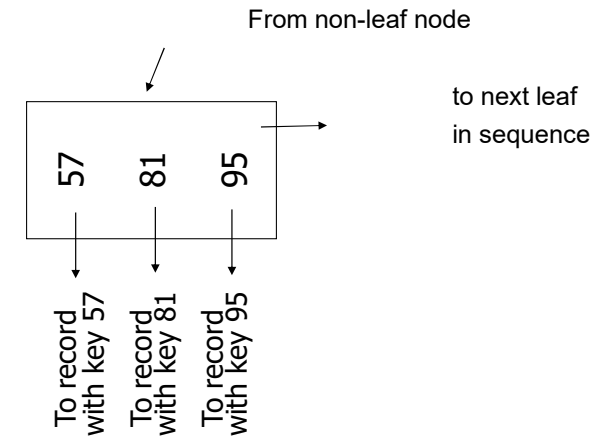 From non-leaf node
to next leaf
in sequence
57
81
95
To record
with key 57
To record
with key 81
To record
with key 95